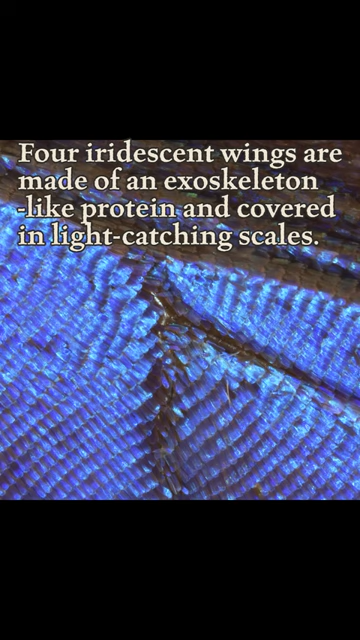 Four iridescent wings are
made of an exoskeleton
-like protein and covered
in light-catching scales.